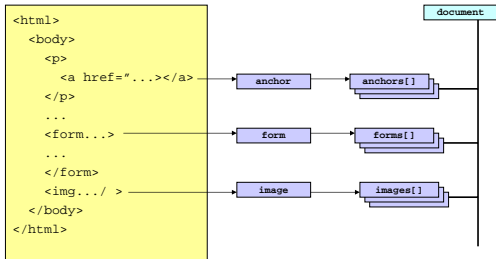 <html>
document
<body>
<p>
<a href="...></a>
anchor
anchors[]
</p>
...
<form...>
form
forms[]
...
</form>
<img.../ >
image
images[]
</body>
</html>